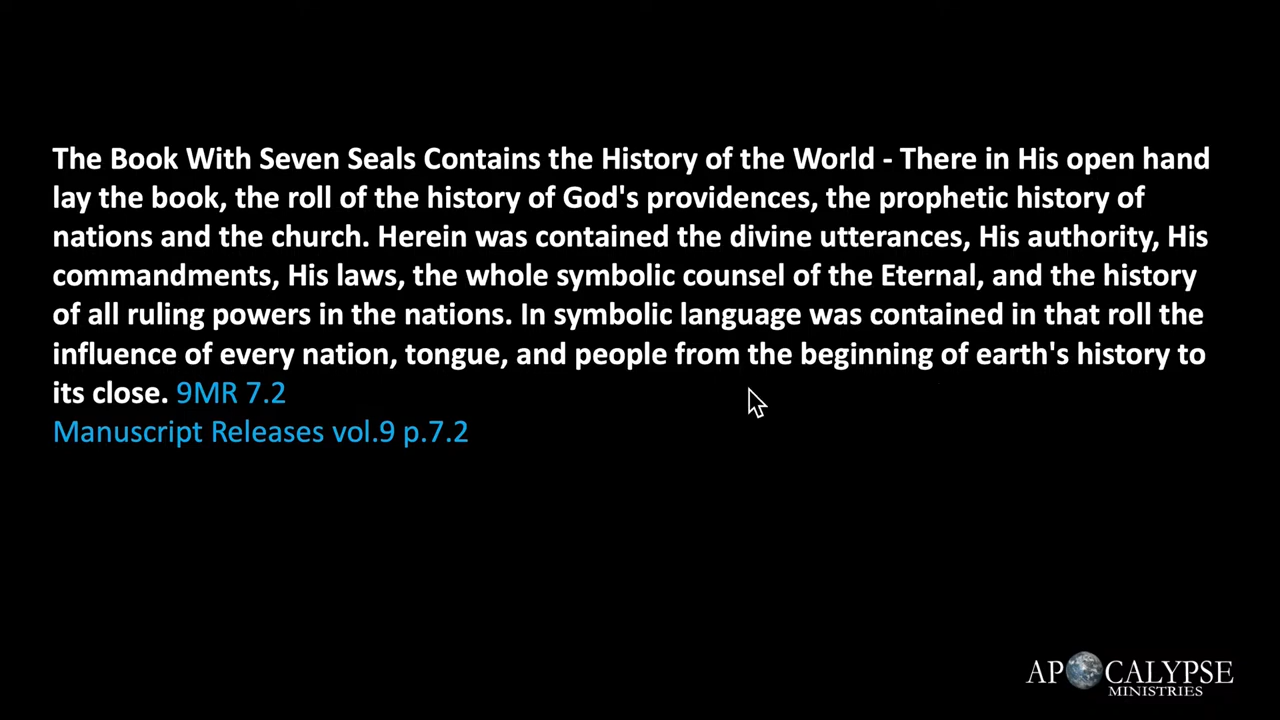 The Book With Seven Seals Contains the History of the World - There in His open hand
lay the book, the roll of the history of God's providences, the prophetic history of
nations and the church. Herein was contained the divine utterances, His authority, His
commandments, His laws, the whole symbolic counsel of the Eternal, and the history
of all ruling powers in the nations. In symbolic language was contained in that roll the
influence of every nation, tongue, and people from the beginning of earth's history to
its close. 9MR 7.2
Manuscript Releases vol.9 p.7.2
APOCALYPSE
MINISTRIES